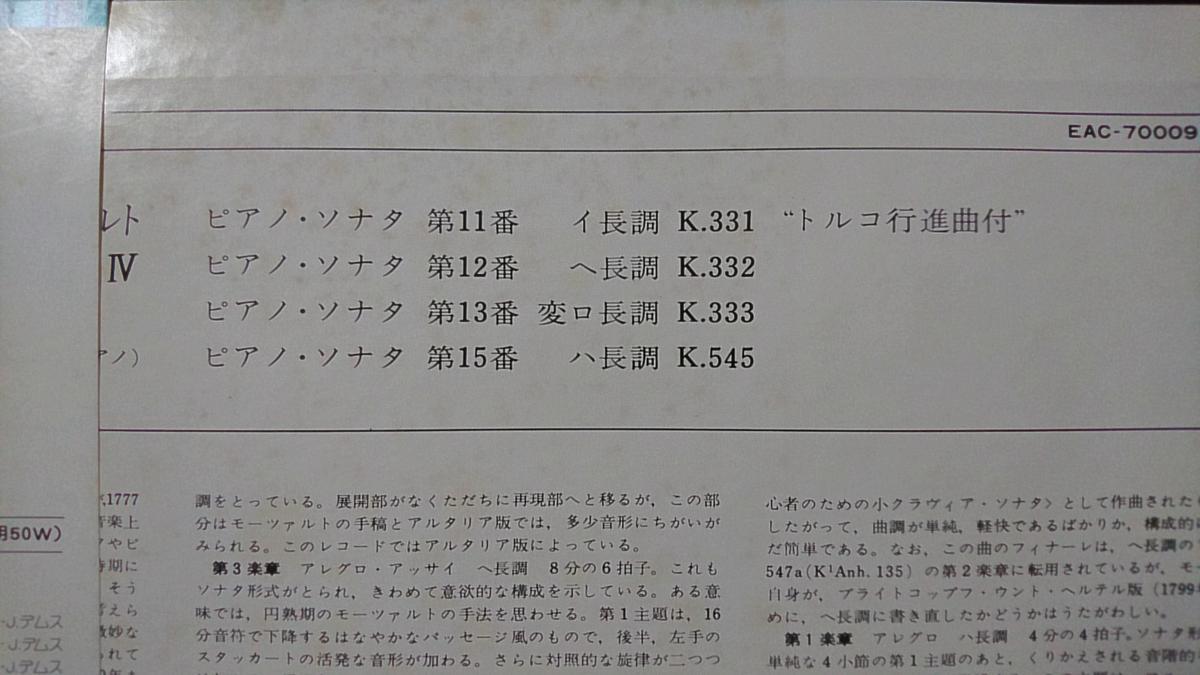 EAC-70009
ルト ピアノ・ソナタ 第11番 イ長調 K.331 “トルコ行進曲付”
IV ピアノ・ソナタ 第12番 ヘ長調 K.332
ピアノ・ソナタ 第13番 変ロ長調 K.333
アノ) ピアノ・ソナタ 第15番 ハ長調 K.545
1777
音楽上
やピ
時期に
そう
考えら
微妙な
れて
調をとっている。展開部がなくただちに再現部へと移るが，この部
分はモーツァルトの手稿とアルタリア版では，多少音形にちがいが
みられる。このレコードではアルタリア版によっている。
第3楽章 アレグロ・アッサイ ヘ長調 8分の6拍子。これも
ソナタ形式がとられ，きわめて意欲的な構成を示している。ある意
味では，円熟期のモーツァルトの手法を思わせる。第1主題は，16
分音符で下降するはなやかなパッセージ風のもので，後半，左手の
スタッカートの活発な音形が加わる。さらに対照的な旋律が二つつ
心者のための小クラヴィア・ソナタ〉として作曲された
したがって，曲調が単純，軽快であるばかりか，構成的
だ簡単である。なお，この曲のフィナーレは，ヘ長調の
547a(K¹Anh. 135) の第2楽章に転用されているが，モー
自身が，ブライトコップフ・ウント・ヘルテル版 (1799
めに，ヘ長調に書き直したかどうかはうたがわしい。
第1楽章 アレグロ ハ長調 4分の4拍子。ソナタ形
単純な4小節の第1主題のあと，くりかえされる音階的
50W)
-J.デムス
-J.デムス
-J.デムス